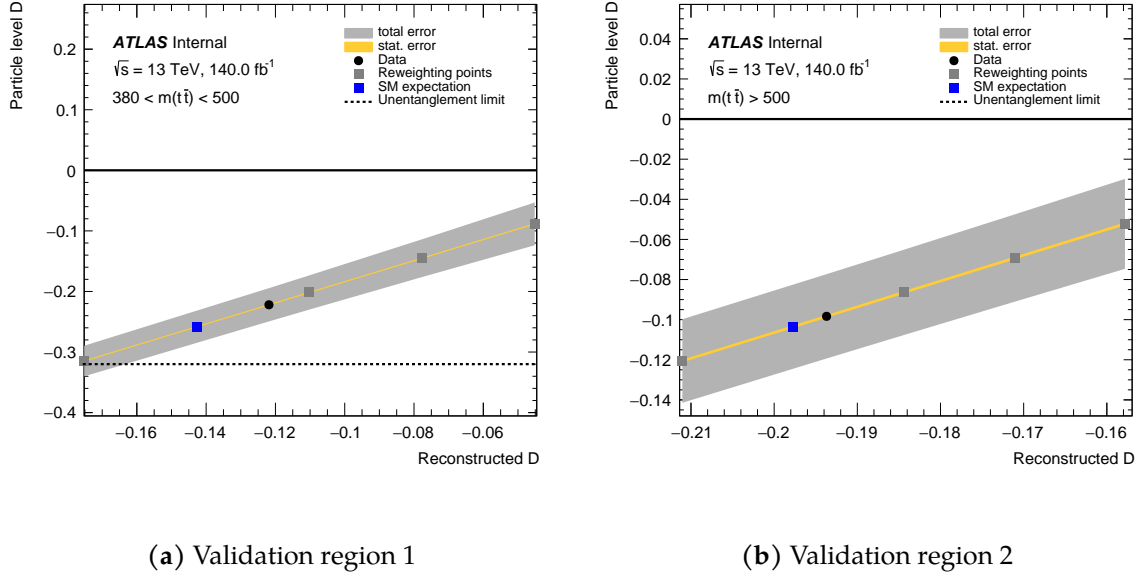 Particle level D
0.2
0.1
0
−0.1
−0.2
−0.3
−0.4
ATLAS Internal
√s = 13 TeV, 140.0 fb⁻¹
380 < m(t t̄) < 500
total error
stat. error
Data
Reweighting points
SM expectation
Unentanglement limit
−0.16 −0.14 −0.12 −0.1 −0.08 −0.06
Reconstructed D
(a) Validation region 1
Particle level D
0.04
0.02
0
−0.02
−0.04
−0.06
−0.08
−0.1
−0.12
−0.14
ATLAS Internal
√s = 13 TeV, 140.0 fb⁻¹
m(t t̄) > 500
total error
stat. error
Data
Reweighting points
SM expectation
Unentanglement limit
−0.21 −0.2 −0.19 −0.18 −0.17 −0.16
Reconstructed D
(b) Validation region 2